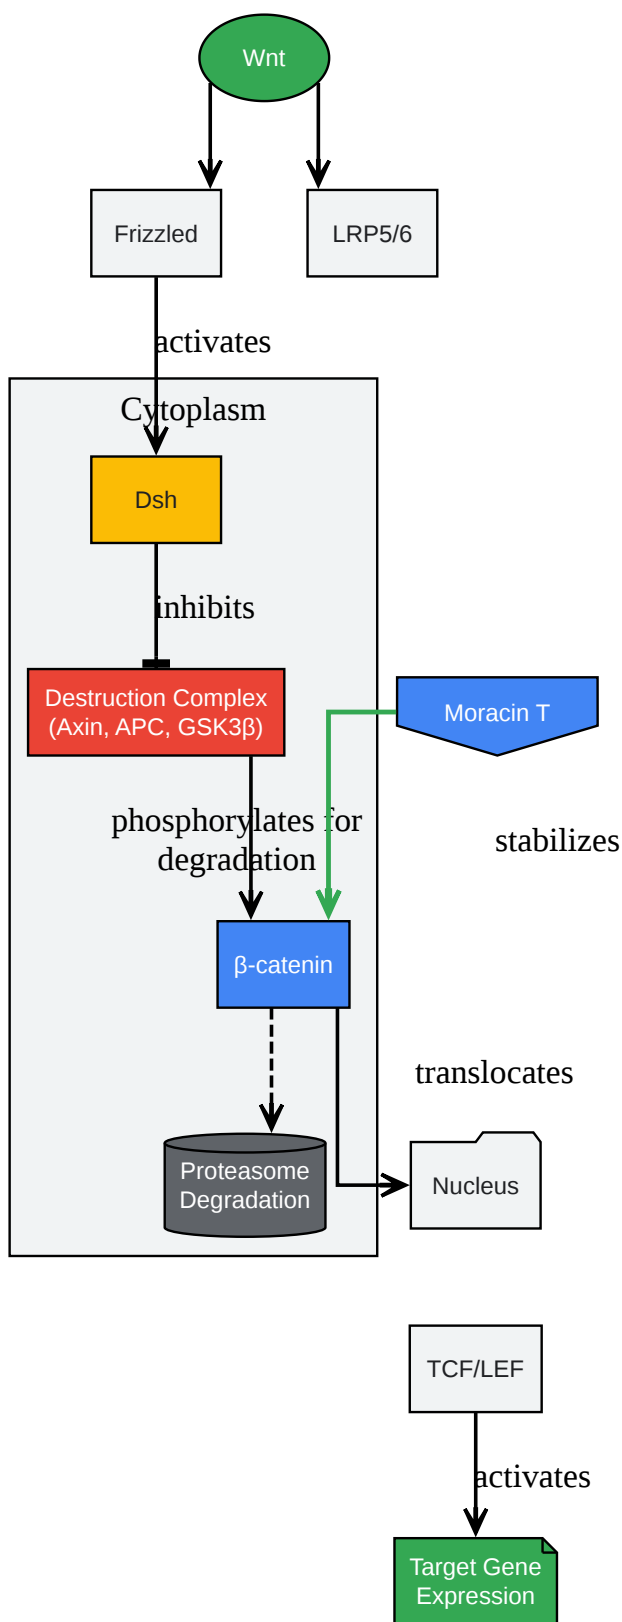 Wnt
Frizzled
LRP5/6
activates
Cytoplasm
Dsh
inhibits
Destruction Complex
(Axin, APC, GSK3β)
Moracin T
phosphorylates for
degradation
stabilizes
β-catenin
translocates
Proteasome
Degradation
Nucleus
TCF/LEF
activates
Target Gene
Expression